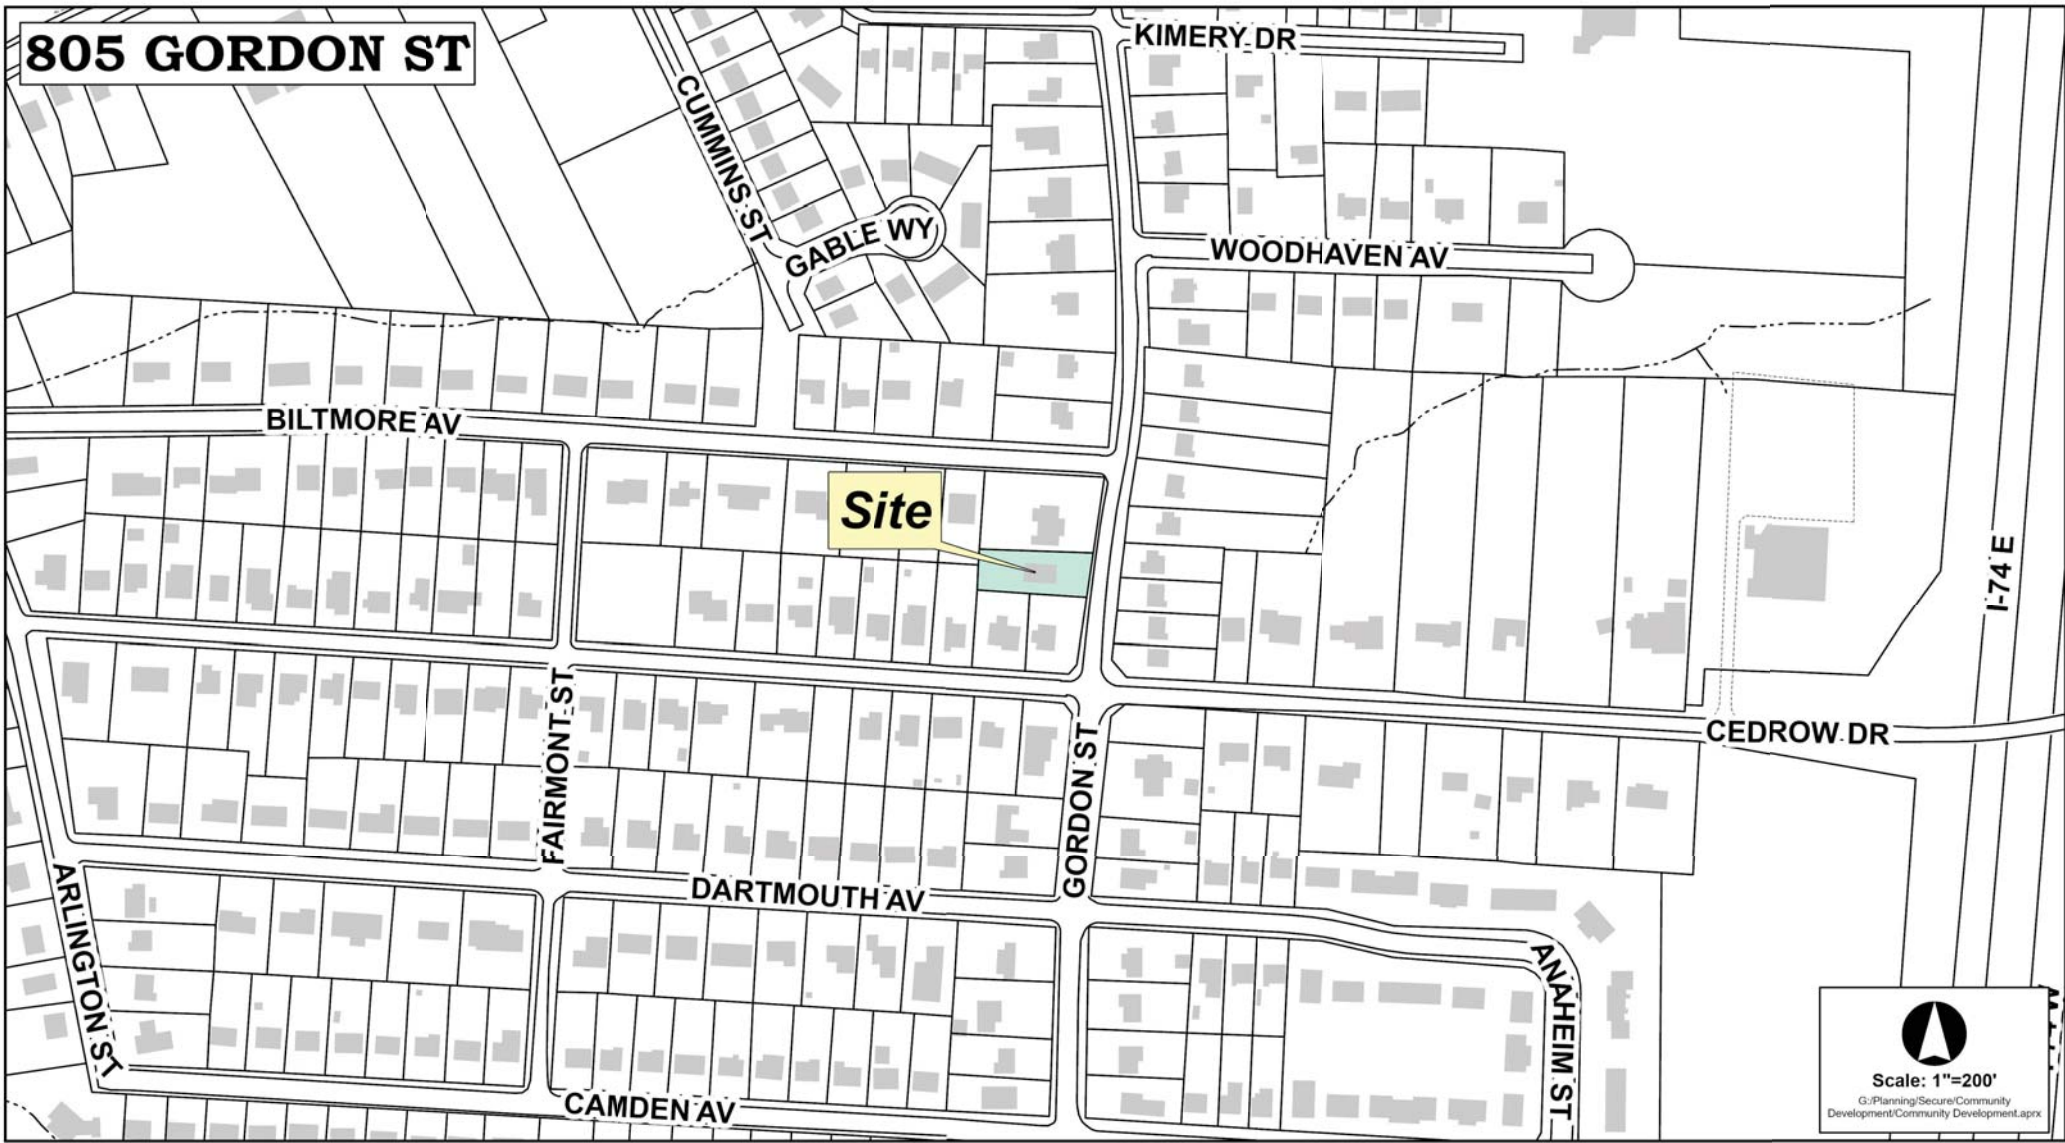 805 GORDON ST
KIMERY DR
CUMMINS ST
GABLE WY
WOODHAVEN AV
BILTMORE AV
Site
I-74 E
FAIRMONT ST
GORDON ST
CEDROW DR
ARLINGTON ST
DARTMOUTH AV
ANAHEIM ST
CAMDEN AV
Scale: 1"=200'
G:/Planning/Secure/Community
Development/Community Development.aprx